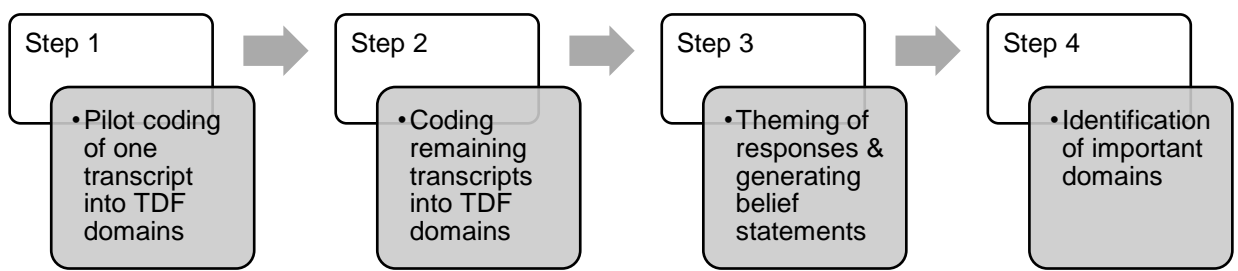 Step 1
•Pilot coding
of one
transcript
into TDF
domains
Step 2
•Coding
remaining
transcripts
into TDF
domains
Step 3
•Theming of
responses &
generating
belief
statements
Step 4
•Identification
of important
domains